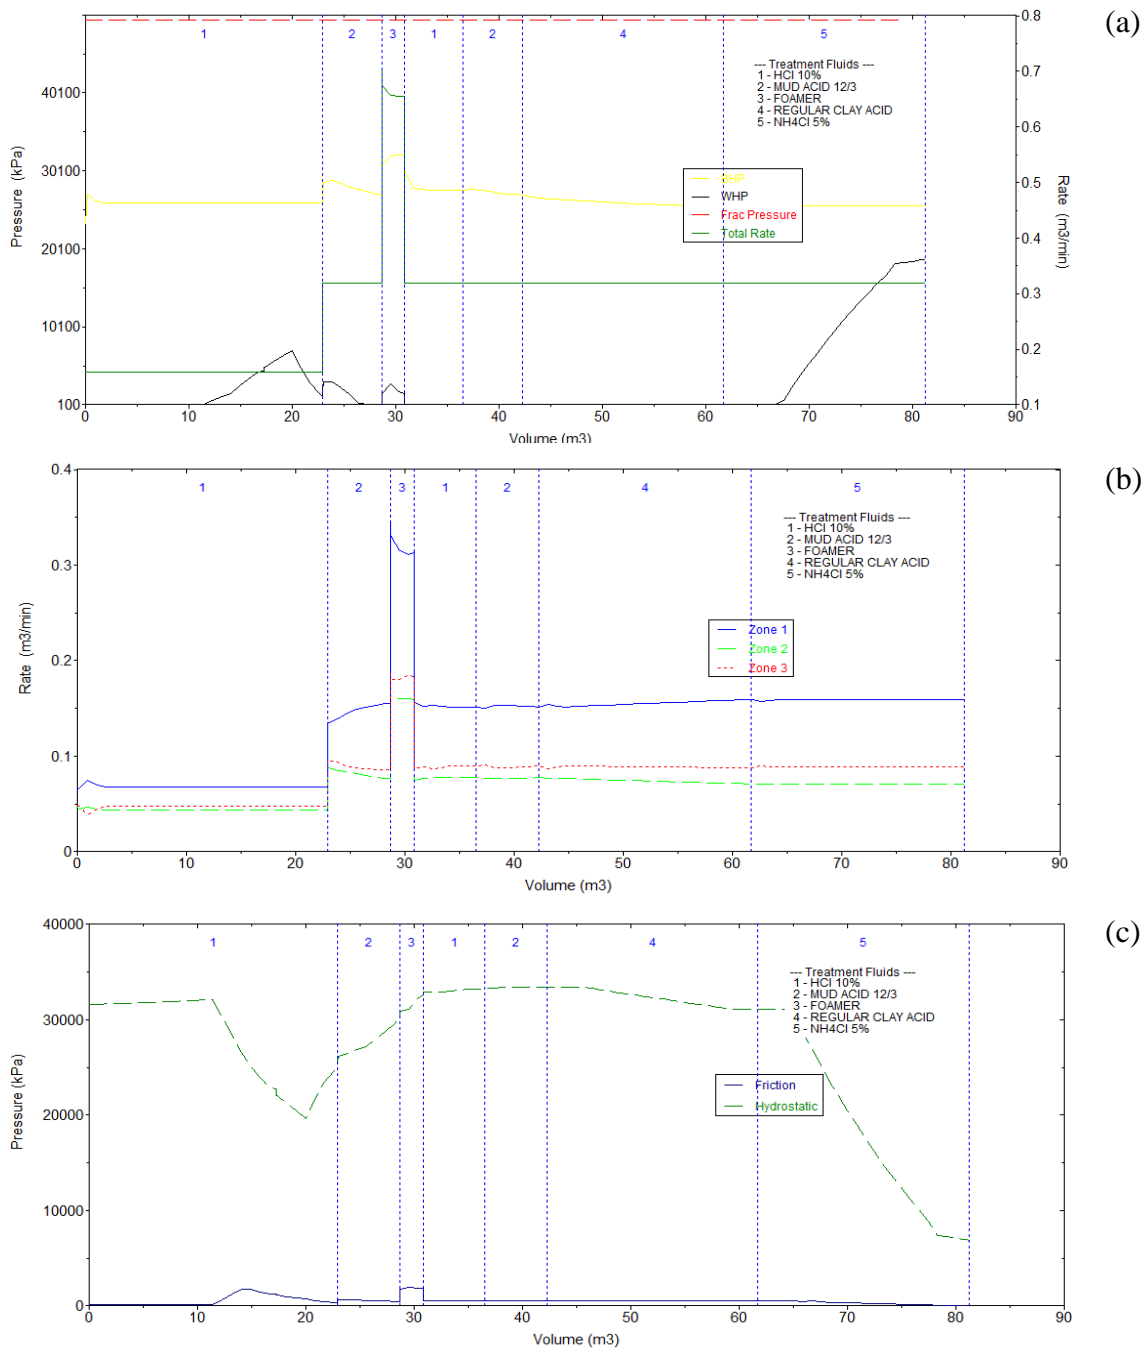 (a)
0.8
1 2 3 1 2 4 5
--- Treatment Fluids ---
1 - HCl 10%
2 - MUD ACID 12/3
3 - FOAMER
4 - REGULAR CLAY ACID
5 - NH4Cl 5%
40100
30100
20100
10100
100
Pressure (kPa)
0.7
0.6
0.5
0.4
0.3
0.2
0.1
Rate (m3/min)
BHP
WHP
Frac Pressure
Total Rate
0 10 20 30 40 50 60 70 80 90
Volume (m3)
(b)
0.4
0.3
0.2
0.1
0
Rate (m3/min)
1 2 3 1 2 4 5
--- Treatment Fluids ---
1 - HCl 10%
2 - MUD ACID 12/3
3 - FOAMER
4 - REGULAR CLAY ACID
5 - NH4Cl 5%
Zone 1
Zone 2
Zone 3
0 10 20 30 40 50 60 70 80 90
Volume (m3)
(c)
40000
30000
20000
10000
0
Pressure (kPa)
1 2 3 1 2 4 5
--- Treatment Fluids ---
1 - HCl 10%
2 - MUD ACID 12/3
3 - FOAMER
4 - REGULAR CLAY ACID
5 - NH4Cl 5%
Friction
Hydrostatic
0 10 20 30 40 50 60 70 80 90
Volume (m3)